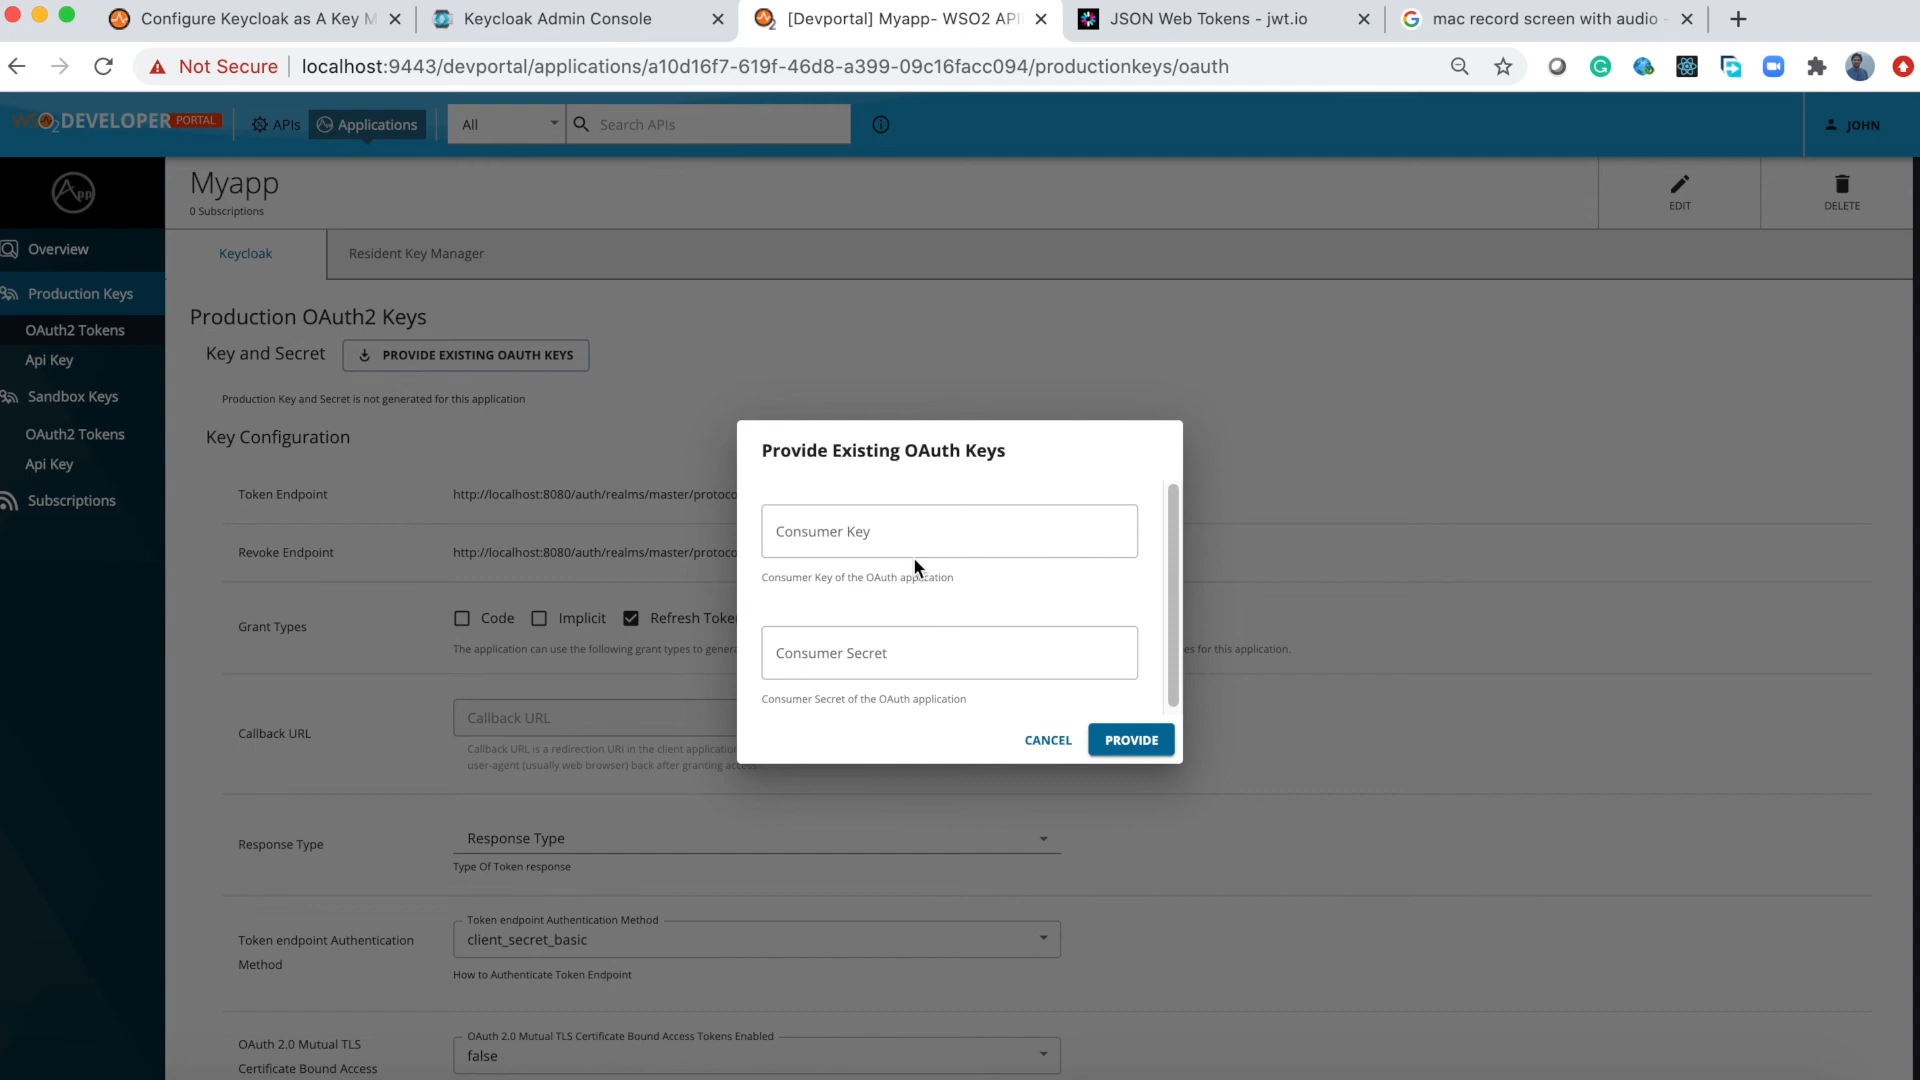 Configure Keycloak as A Key M
Keycloak Admin Console
[Devportal] Myapp- WSO2 API
JSON Web Tokens - jwt.io
mac record screen with audio -
Not Secure
localhost:9443/devportal/applications/a10d16f7-619f-46d8-a399-09c16facc094/productionkeys/oauth
WSO2 DEVELOPER PORTAL
APIs
Applications
All
Search APIs
JOHN
App
Myapp
0 Subscriptions
EDIT
DELETE
Overview
Production Keys
OAuth2 Tokens
Api Key
Sandbox Keys
OAuth2 Tokens
Api Key
Subscriptions
Keycloak
Resident Key Manager
Production OAuth2 Keys
Key and Secret
PROVIDE EXISTING OAUTH KEYS
Production Key and Secret is not generated for this application
Key Configuration
Token Endpoint
http://localhost:8080/auth/realms/master/protoco
Revoke Endpoint
http://localhost:8080/auth/realms/master/protoco
Grant Types
Code
Implicit
Refresh Token
The application can use the following grant types to genera
es for this application.
Callback URL
Callback URL
Callback URL is a redirection URI in the client application
user-agent (usually web browser) back after granting access.
Response Type
Response Type
Type Of Token response
Token endpoint Authentication
Method
Token endpoint Authentication Method
client_secret_basic
How to Authenticate Token Endpoint
OAuth 2.0 Mutual TLS
Certificate Bound Access
OAuth 2.0 Mutual TLS Certificate Bound Access Tokens Enabled
false
Provide Existing OAuth Keys
Consumer Key
Consumer Key of the OAuth application
Consumer Secret
Consumer Secret of the OAuth application
CANCEL
PROVIDE